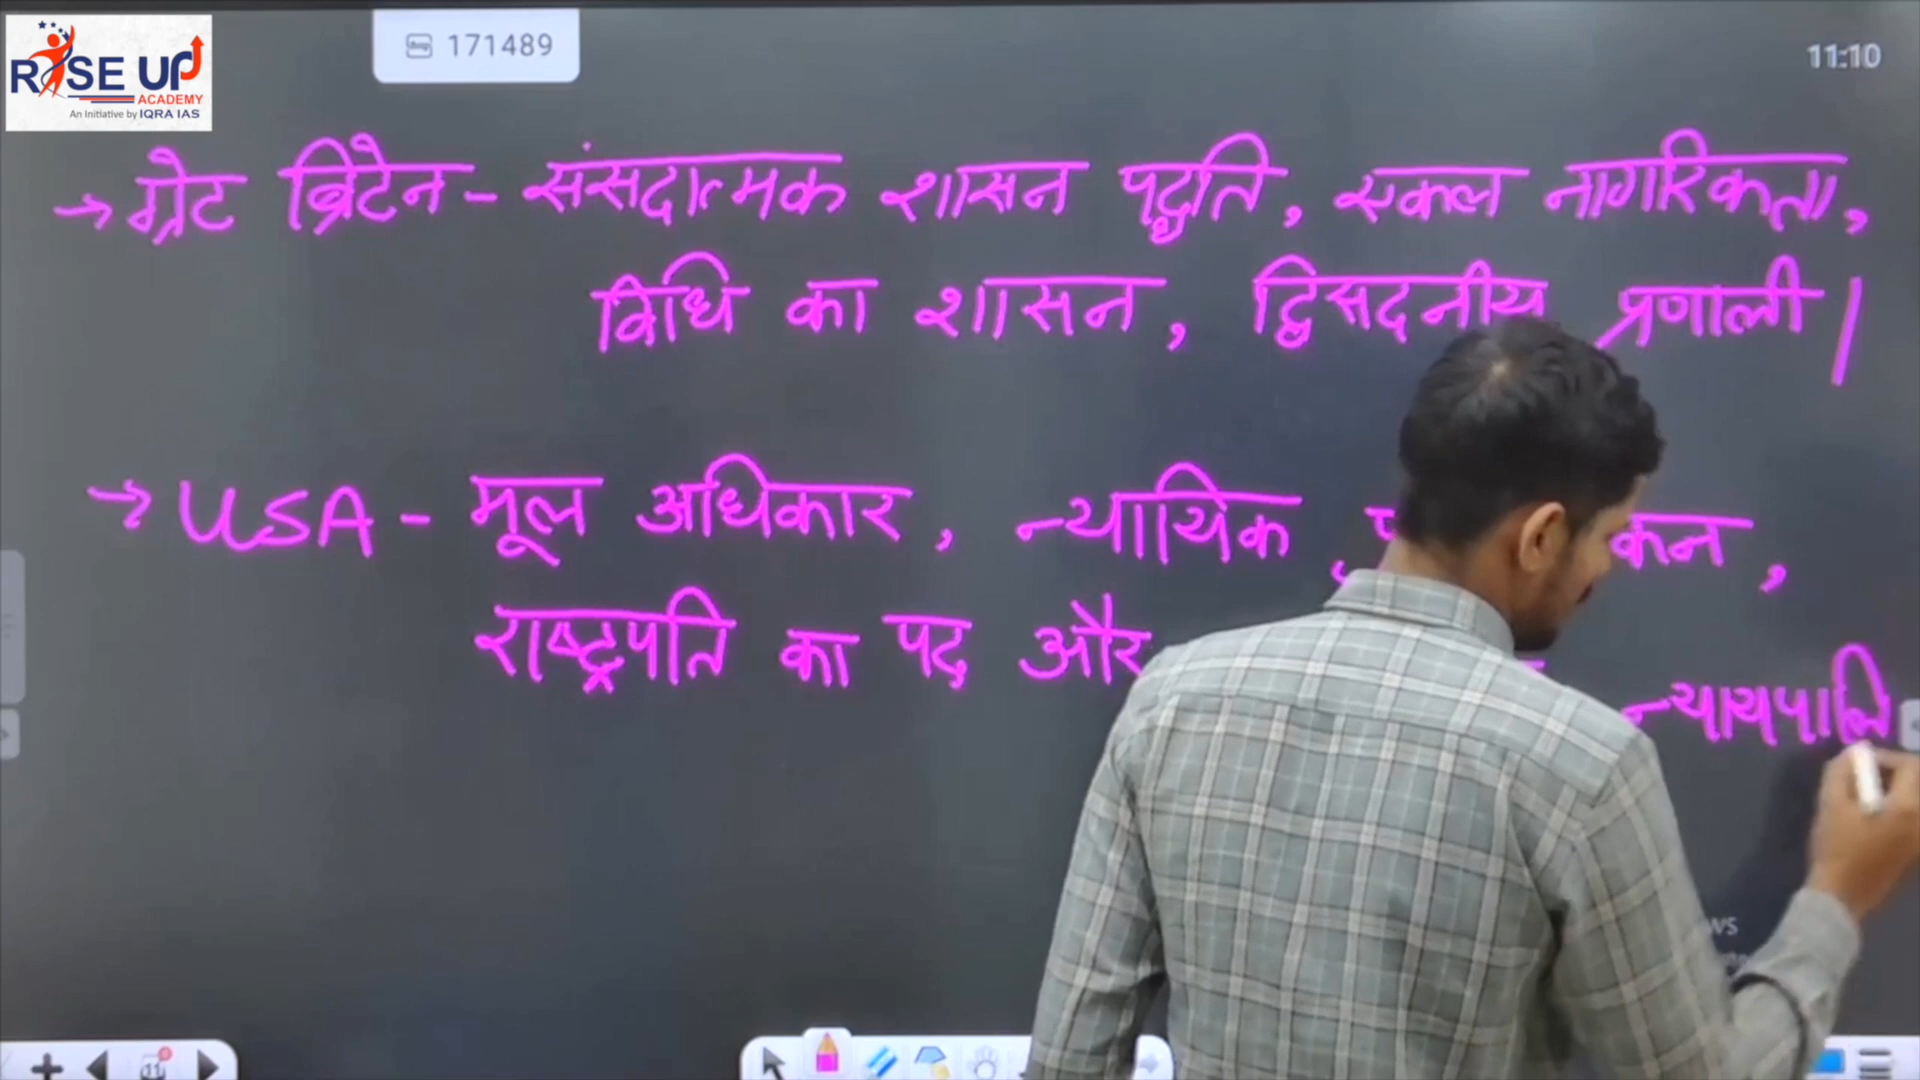 RISE UP
ACADEMY
An Initiative by IQRA IAS
171489
11:10
→ ग्रेट ब्रिटेन - संसदात्मक शासन पद्धति, एकल नागरिकता,
विधि का शासन, द्विसदनीय प्रणाली |
→ USA - मूल अधिकार, न्यायिक कन,
राष्ट्रपति का पद और न्यायपालि
11